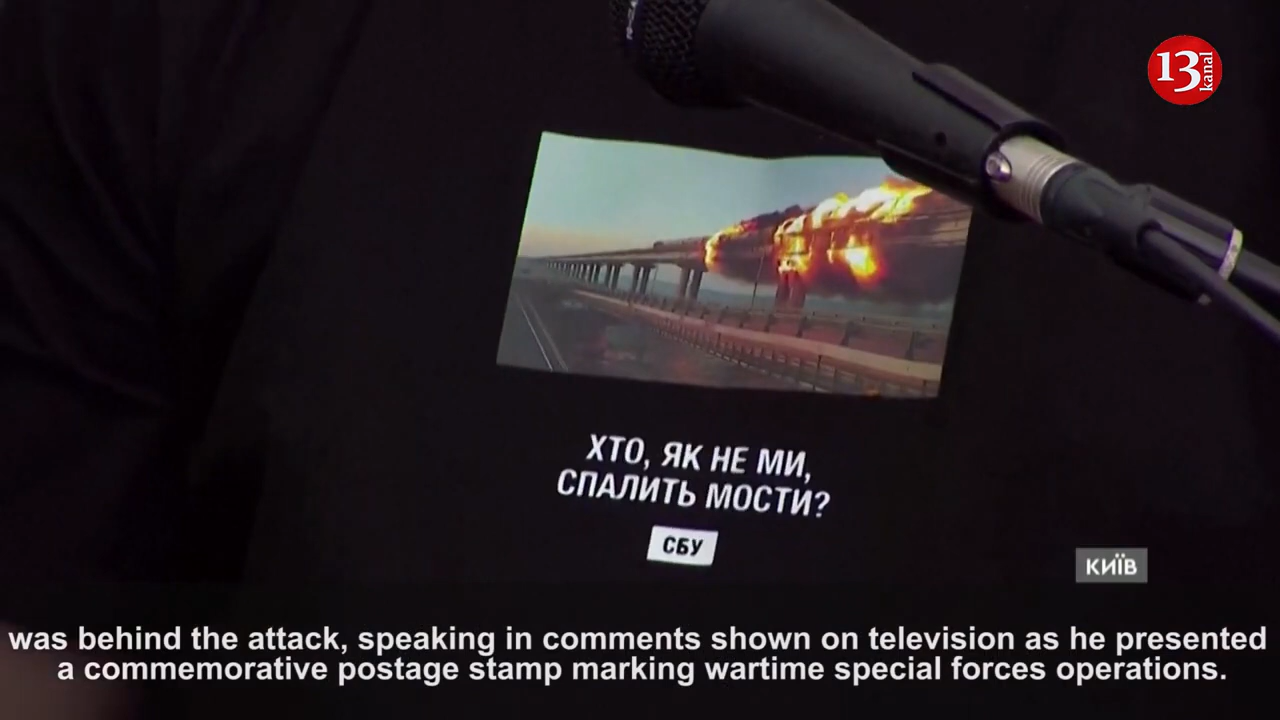 13 kanal
ХТО, ЯК НЕ МИ,
СПАЛИТЬ МОСТИ?
СБУ
КИЇВ
was behind the attack, speaking in comments shown on television as he presented
a commemorative postage stamp marking wartime special forces operations.